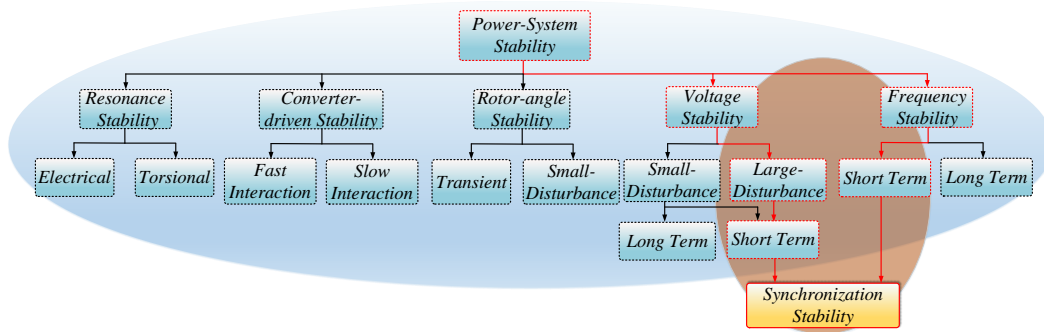 Power-System
Stability
Resonance
Stability
Converter-
driven Stability
Rotor-angle
Stability
Voltage
Stability
Frequency
Stability
Electrical
Torsional
Fast
Interaction
Slow
Interaction
Transient
Small-
Disturbance
Small-
Disturbance
Large-
Disturbance
Short Term
Long Term
Long Term
Short Term
Synchronization
Stability